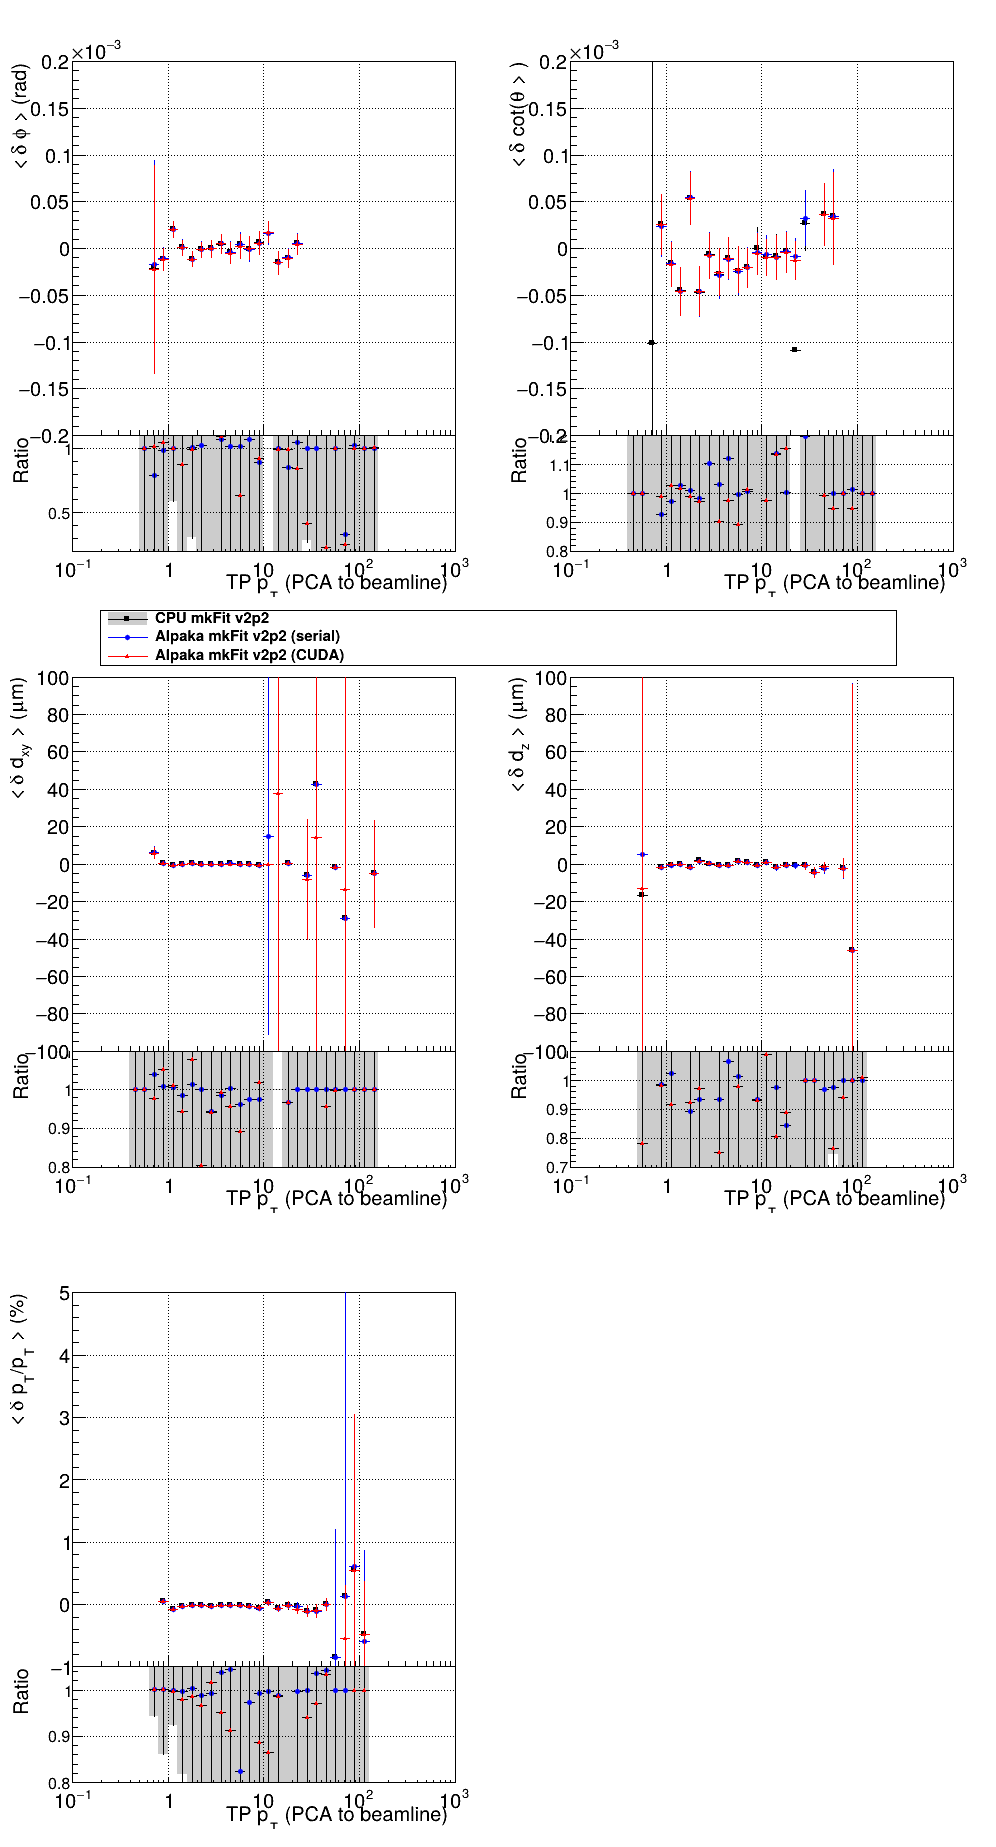 ×10⁻³
< δ φ > (rad)
0.2
0.15
0.1
0.05
0
−0.05
−0.1
−0.15
−0.2
Ratio
1
0.5
10⁻¹ 1 10 10² 10³
TP p_T (PCA to beamline)
×10⁻³
< δ cot(θ > )
0.2
0.15
0.1
0.05
0
−0.05
−0.1
−0.15
−0.2
Ratio
1.2
1.1
1
0.9
0.8
10⁻¹ 1 10 10² 10³
TP p_T (PCA to beamline)
CPU mkFit v2p2
Alpaka mkFit v2p2 (serial)
Alpaka mkFit v2p2 (CUDA)
< δ d_xy > (μm)
100
80
60
40
20
0
−20
−40
−60
−80
−100
Ratio
1
0.9
0.8
10⁻¹ 1 10 10² 10³
TP p_T (PCA to beamline)
< δ d_z > (μm)
100
80
60
40
20
0
−20
−40
−60
−80
−100
Ratio
1
0.9
0.8
0.7
10⁻¹ 1 10 10² 10³
TP p_T (PCA to beamline)
< δ p_T/p_T > (%)
5
4
3
2
1
0
−1
Ratio
1
0.9
0.8
10⁻¹ 1 10 10² 10³
TP p_T (PCA to beamline)